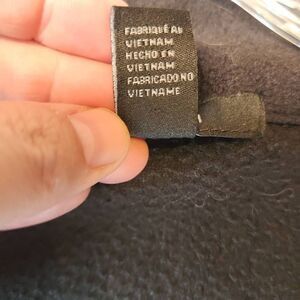 FABRIQUÉ AU
VIETNAM
HECHO EN
VIETNAM
FABRICADO NO
VIETNAME